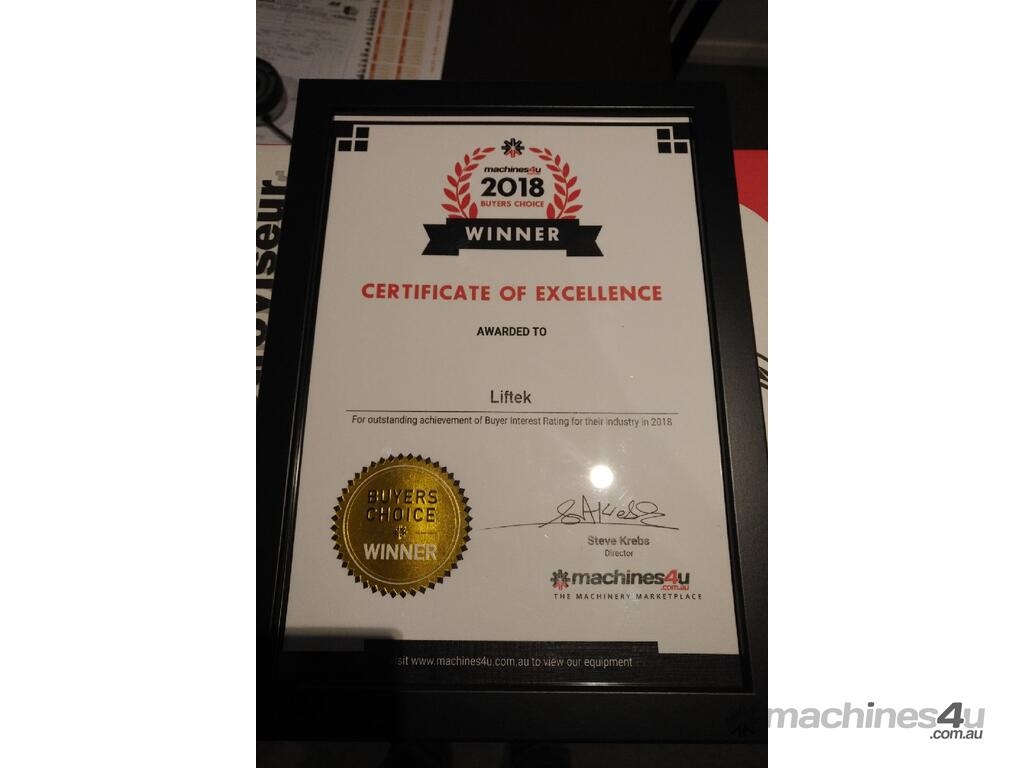 machines4u
2018
BUYERS CHOICE
WINNER
CERTIFICATE OF EXCELLENCE
AWARDED TO
Liftek
For outstanding achievement of Buyer Interest Rating for their industry in 2018
BUYERS
CHOICE
WINNER
Steve Krebs
Director
machines4u
.com.au
THE MACHINERY MARKETPLACE
www.machines4u.com.au to view our equipment
machines4u
.com.au